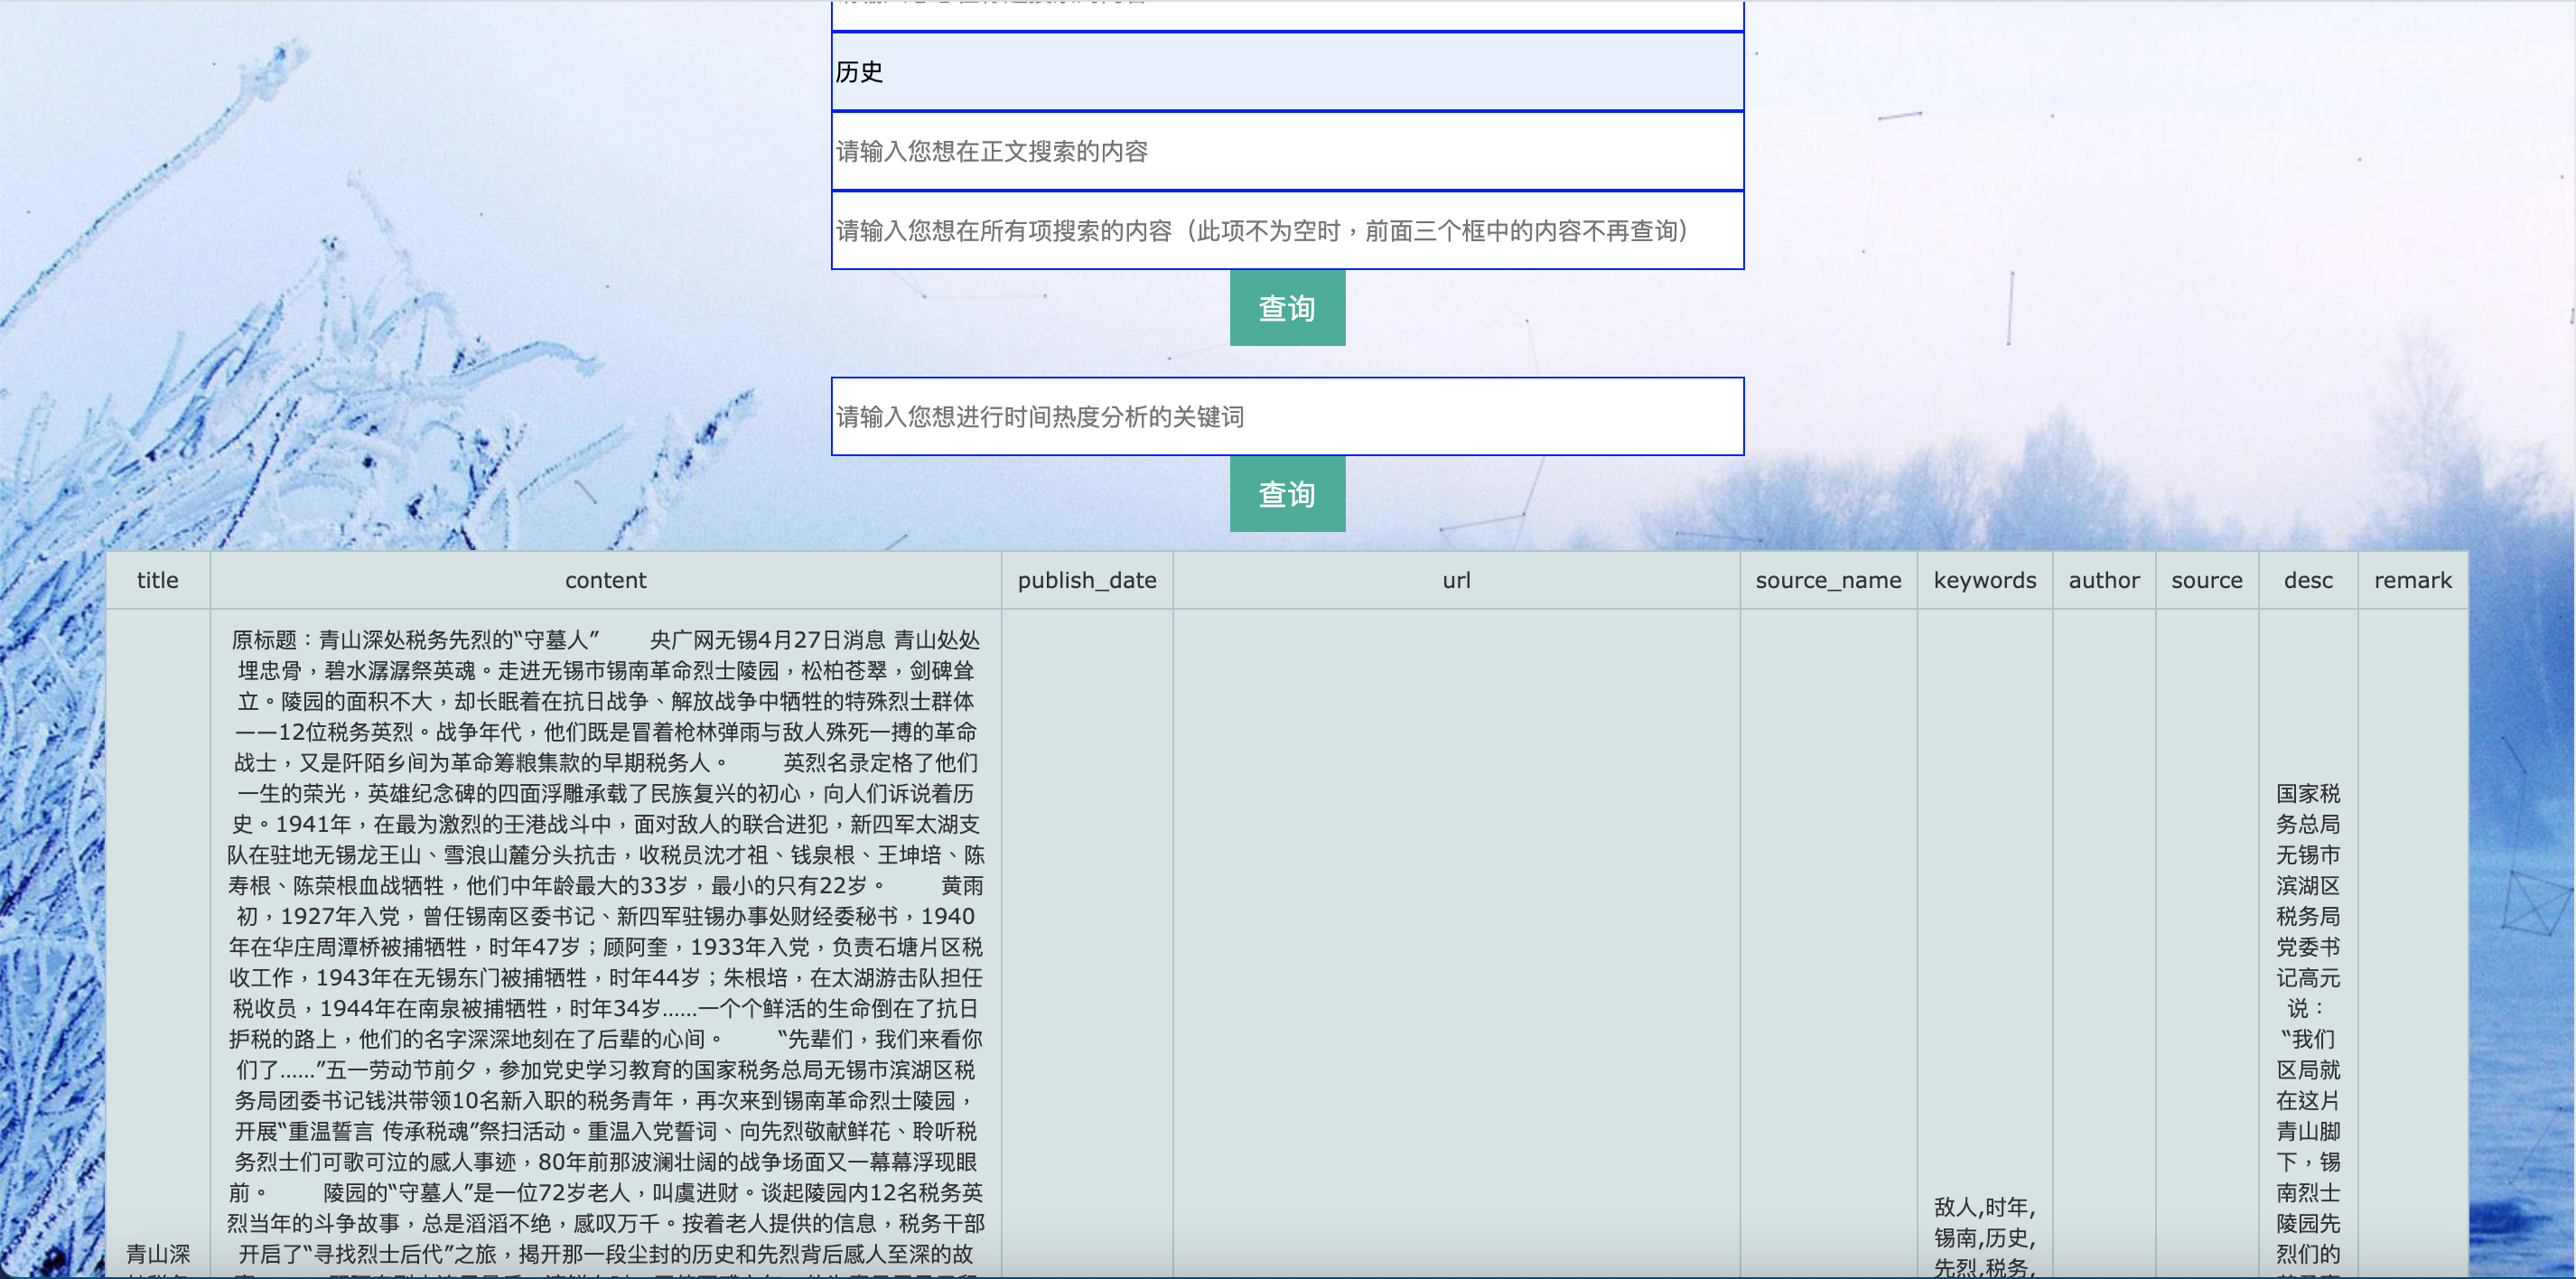 历史
请输入您想在正文搜索的内容
请输入您想在所有项搜索的内容（此项不为空时，前面三个框中的内容不再查询）
查询
请输入您想进行时间热度分析的关键词
查询
title content publish_date url source_name keywords author source desc remark
原标题：青山深处税务先烈的“守墓人” 央广网无锡4月27日消息 青山处处
埋忠骨，碧水潺潺祭英魂。走进无锡市锡南革命烈士陵园，松柏苍翠，剑碑耸
立。陵园的面积不大，却长眠着在抗日战争、解放战争中牺牲的特殊烈士群体
——12位税务英烈。战争年代，他们既是冒着枪林弹雨与敌人殊死一搏的革命
战士，又是阡陌乡间为革命筹粮集款的早期税务人。 英烈名录定格了他们
一生的荣光，英雄纪念碑的四面浮雕承载了民族复兴的初心，向人们诉说着历
史。1941年，在最为激烈的王港战斗中，面对敌人的联合进犯，新四军太湖支
队在驻地无锡龙王山、雪浪山麓分头抗击，收税员沈才祖、钱泉根、王坤培、陈
寿根、陈荣根血战牺牲，他们中年龄最大的33岁，最小的只有22岁。 黄雨
初，1927年入党，曾任锡南区委书记、新四军驻锡办事处财经委秘书，1940
年在华庄周潭桥被捕牺牲，时年47岁；顾阿奎，1933年入党，负责石塘片区税
收工作，1943年在无锡东门被捕牺牲，时年44岁；朱根培，在太湖游击队担任
税收员，1944年在南泉被捕牺牲，时年34岁……一个个鲜活的生命倒在了抗日
护税的路上，他们的名字深深地刻在了后辈的心间。 “先辈们，我们来看你
们了……”五一劳动节前夕，参加党史学习教育的国家税务总局无锡市滨湖区税
务局团委书记钱洪带领10名新入职的税务青年，再次来到锡南革命烈士陵园，
开展“重温誓言 传承税魂”祭扫活动。重温入党誓词、向先烈敬献鲜花、聆听税
务烈士们可歌可泣的感人事迹，80年前那波澜壮阔的战争场面又一幕幕浮现眼
前。 陵园的“守墓人”是一位72岁老人，叫虞进财。谈起陵园内12名税务英
烈当年的斗争故事，总是滔滔不绝，感叹万千。按着老人提供的信息，税务干部
开启了“寻找烈士后代”之旅，揭开那一段尘封的历史和先烈背后感人至深的故
青山深
敌人,时年,
锡南,历史,
先烈,税务,
国家税
务总局
无锡市
滨湖区
税务局
党委书
记高元
说：
“我们
区局就
在这片
青山脚
下，锡
南烈士
陵园先
烈们的